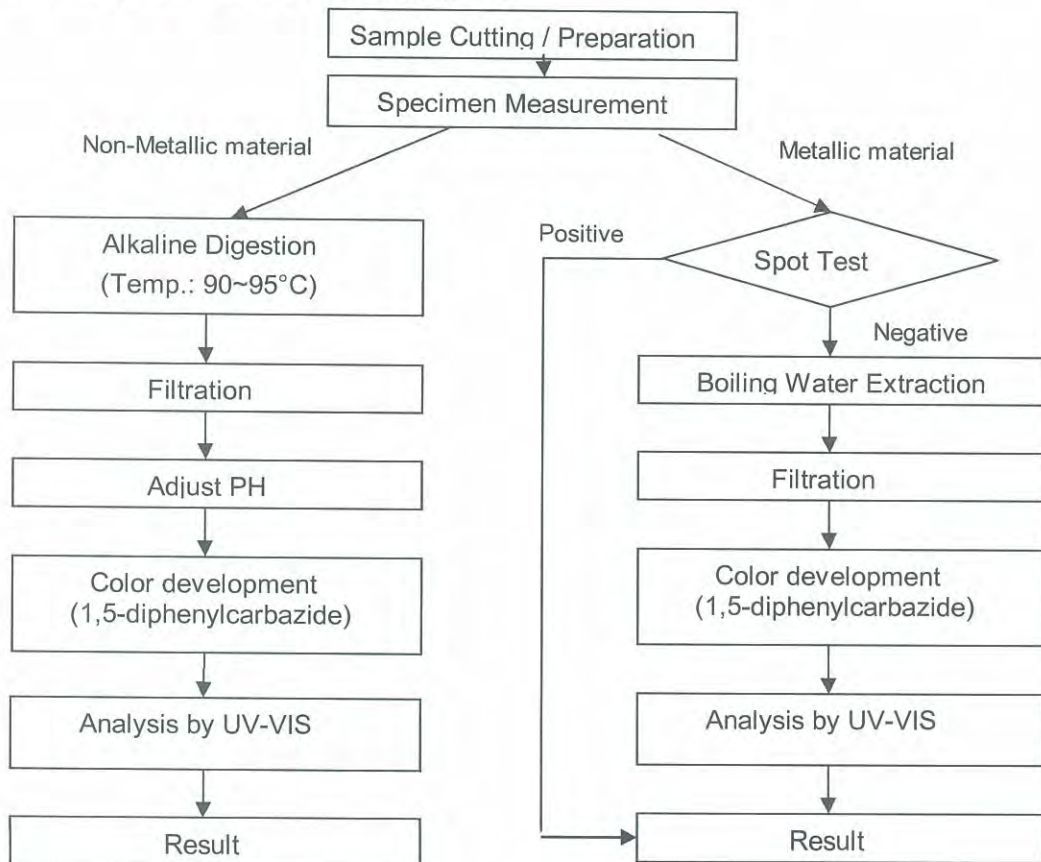 Sample Cutting / Preparation
Specimen Measurement
Non-Metallic material
Metallic material
Alkaline Digestion
(Temp.: 90~95°C)
Filtration
Adjust PH
Color development
(1,5-diphenylcarbazide)
Analysis by UV-VIS
Result
Positive
Spot Test
Negative
Boiling Water Extraction
Filtration
Color development
(1,5-diphenylcarbazide)
Analysis by UV-VIS
Result